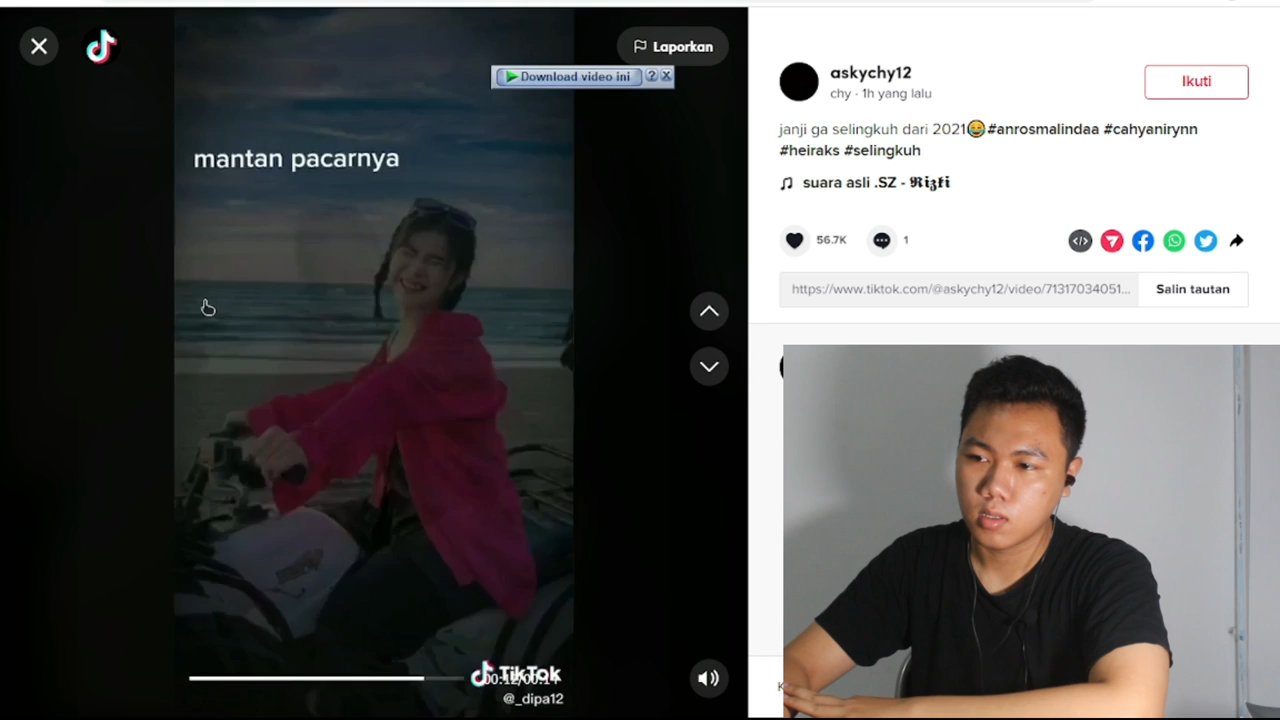 Laporkan
Download video ini
mantan pacarnya
TikTok
@_dipa12
askychy12
chy · 1h yang lalu
Ikuti
janji ga selingkuh dari 2021😂#anrosmalindaa #cahyanirynn
#heiraks #selingkuh
suara asli .SZ - 𝕽𝖎𝖟𝖐𝖎
56.7K
1
https://www.tiktok.com/@askychy12/video/71317034051...
Salin tautan